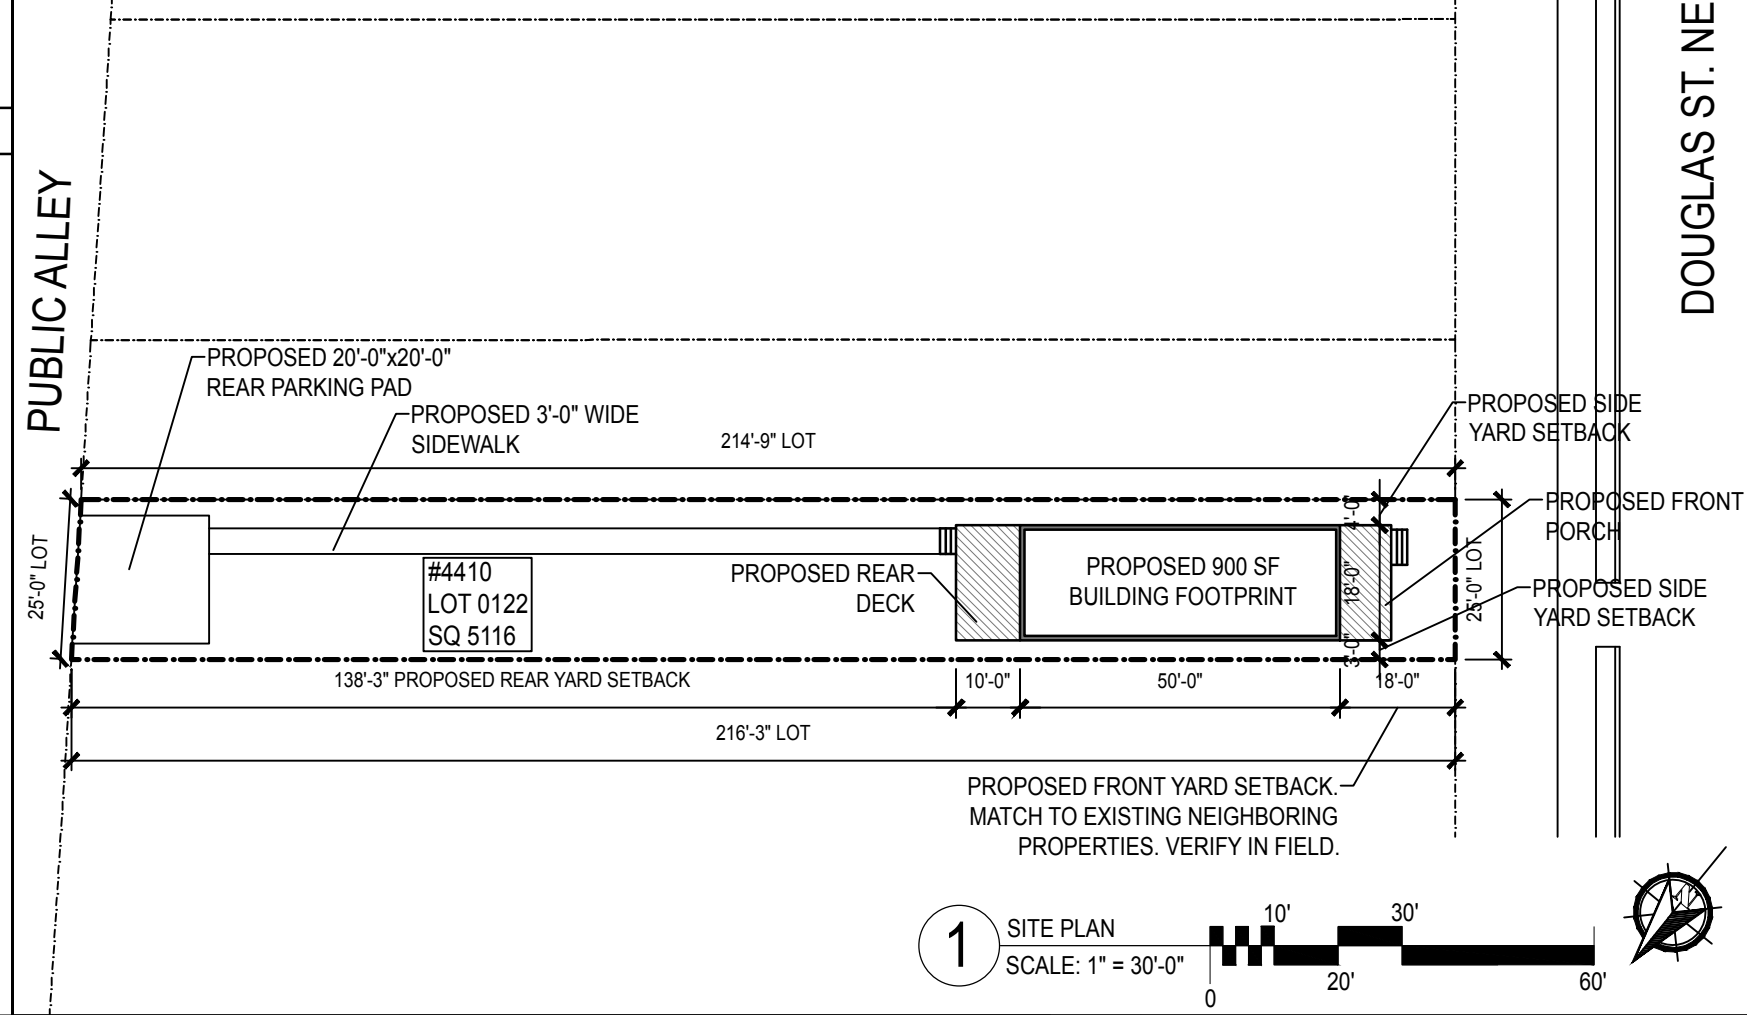 DOUGLAS ST. NE
PUBLIC ALLEY
PROPOSED 20'-0"x20'-0"
REAR PARKING PAD
PROPOSED 3'-0" WIDE
SIDEWALK
214'-9" LOT
PROPOSED SIDE
YARD SETBACK
PROPOSED FRONT
PORCH
4'-0"
25'-0" LOT
#4410
LOT 0122
SQ 5116
PROPOSED REAR
DECK
PROPOSED 900 SF
BUILDING FOOTPRINT
18'-0"
25'-0" LOT
PROPOSED SIDE
YARD SETBACK
3'-0"
138'-3" PROPOSED REAR YARD SETBACK
10'-0"
50'-0"
18'-0"
216'-3" LOT
PROPOSED FRONT YARD SETBACK.
MATCH TO EXISTING NEIGHBORING
PROPERTIES. VERIFY IN FIELD.
1
SITE PLAN
SCALE: 1" = 30'-0"
10'
30'
0
20'
60'